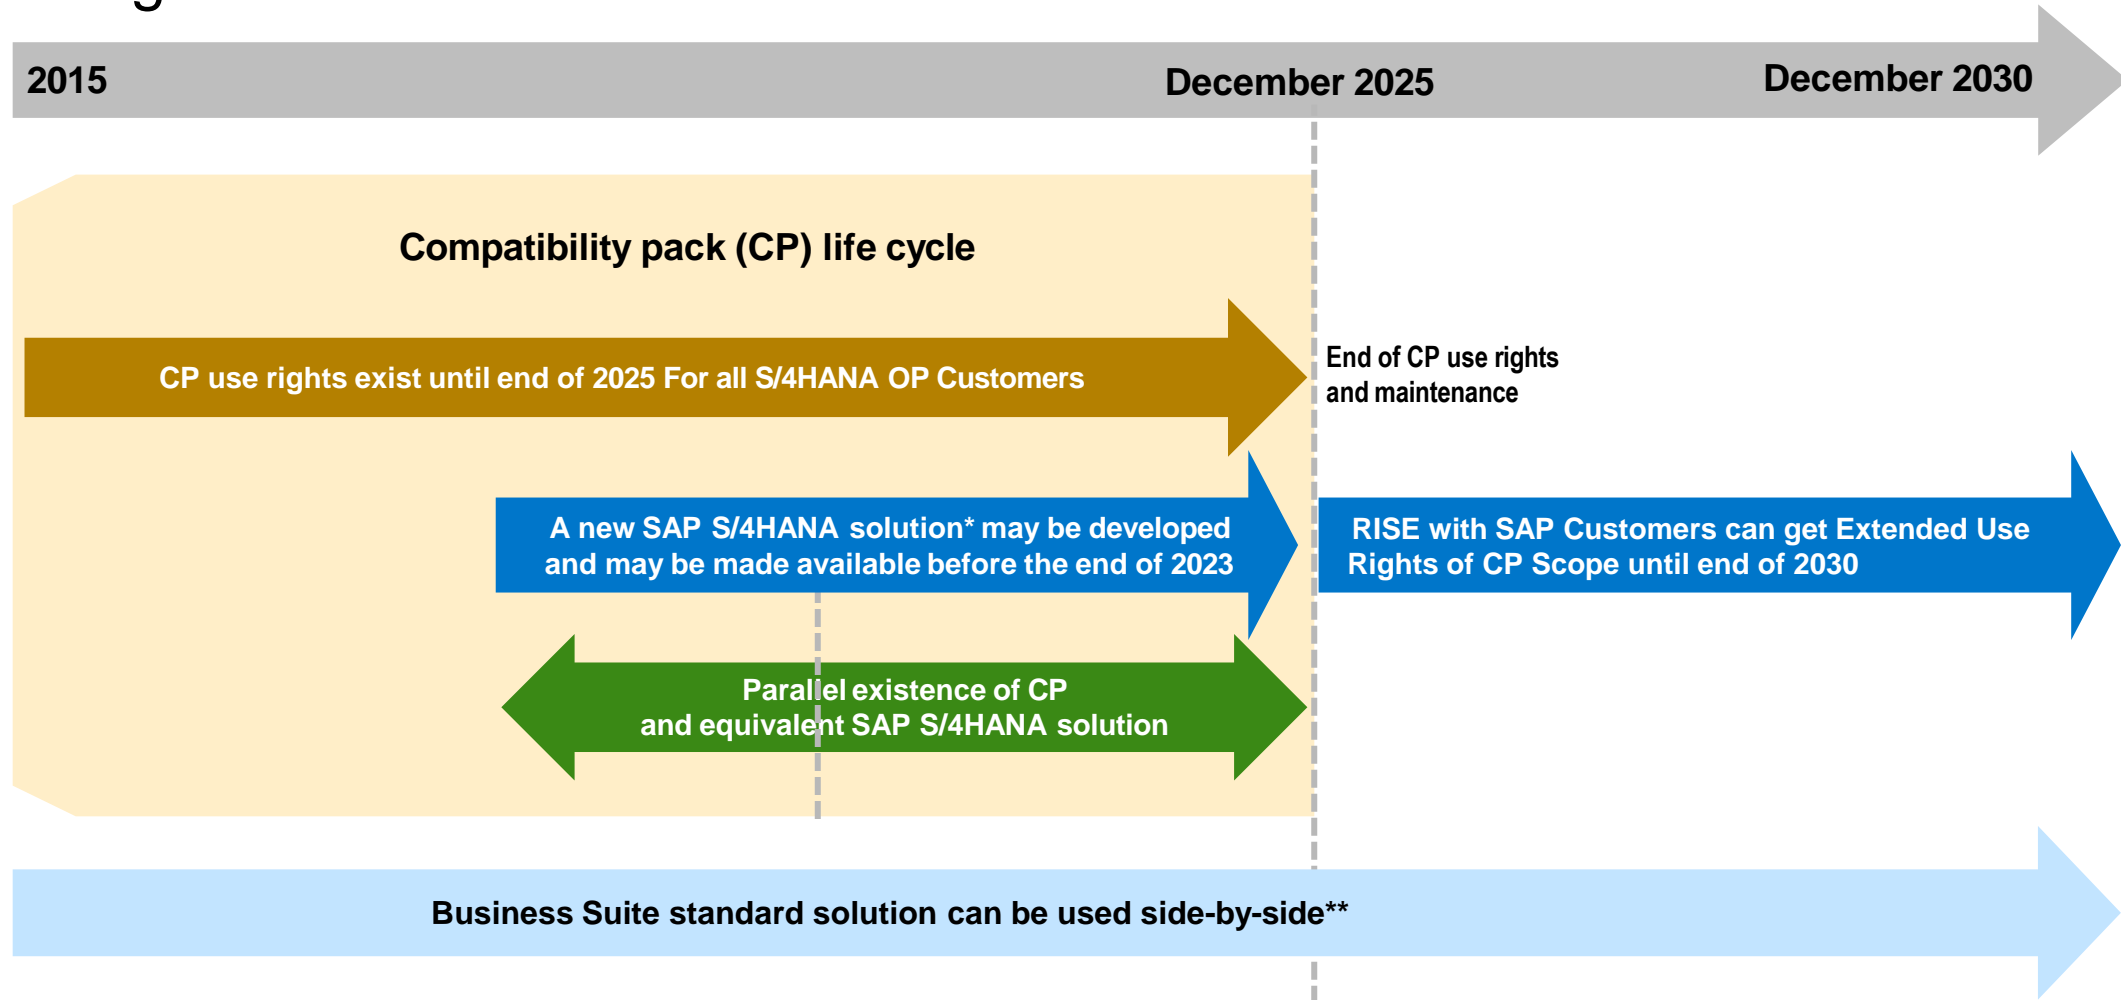 2015
December 2025
December 2030
Compatibility pack (CP) life cycle
CP use rights exist until end of 2025 For all S/4HANA OP Customers
End of CP use rights
and maintenance
A new SAP S/4HANA solution* may be developed
and may be made available before the end of 2023
RISE with SAP Customers can get Extended Use
Rights of CP Scope until end of 2030
Parallel existence of CP
and equivalent SAP S/4HANA solution
Business Suite standard solution can be used side-by-side**